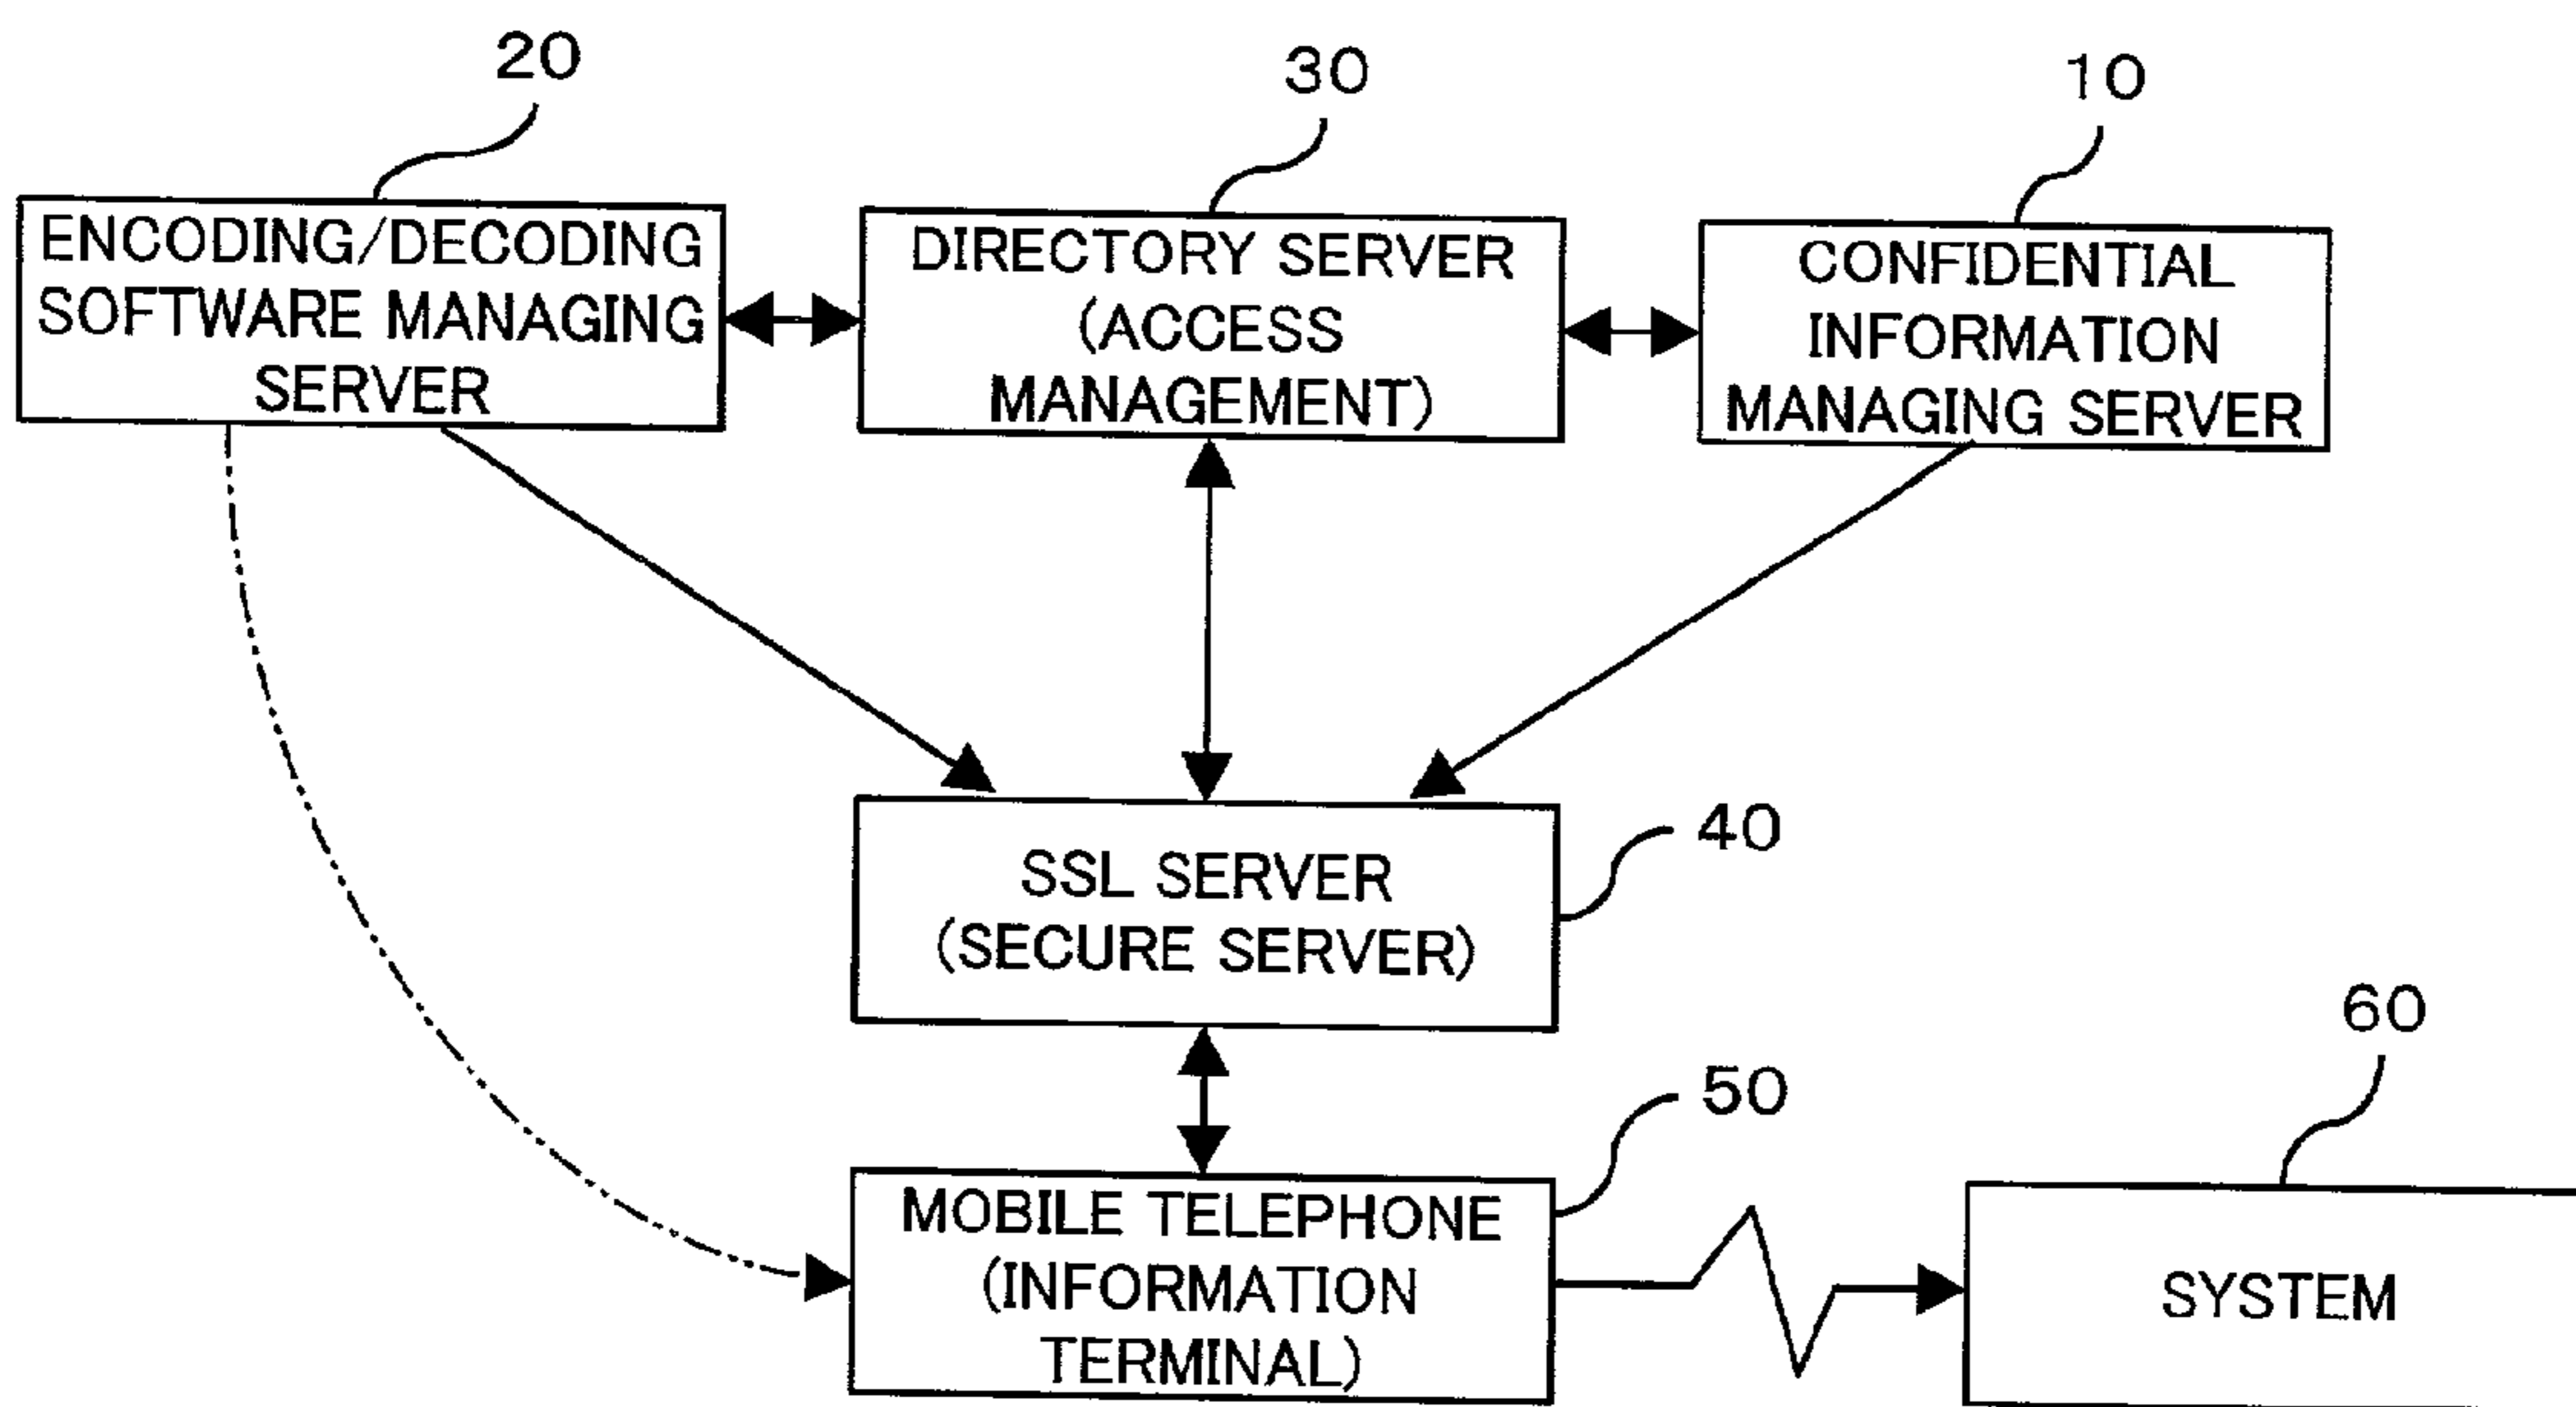 20
30
10
ENCODING/DECODING
SOFTWARE MANAGING
SERVER
DIRECTORY SERVER
(ACCESS
MANAGEMENT)
CONFIDENTIAL
INFORMATION
MANAGING SERVER
SSL SERVER
(SECURE SERVER)
40
60
50
MOBILE TELEPHONE
(INFORMATION
TERMINAL)
SYSTEM